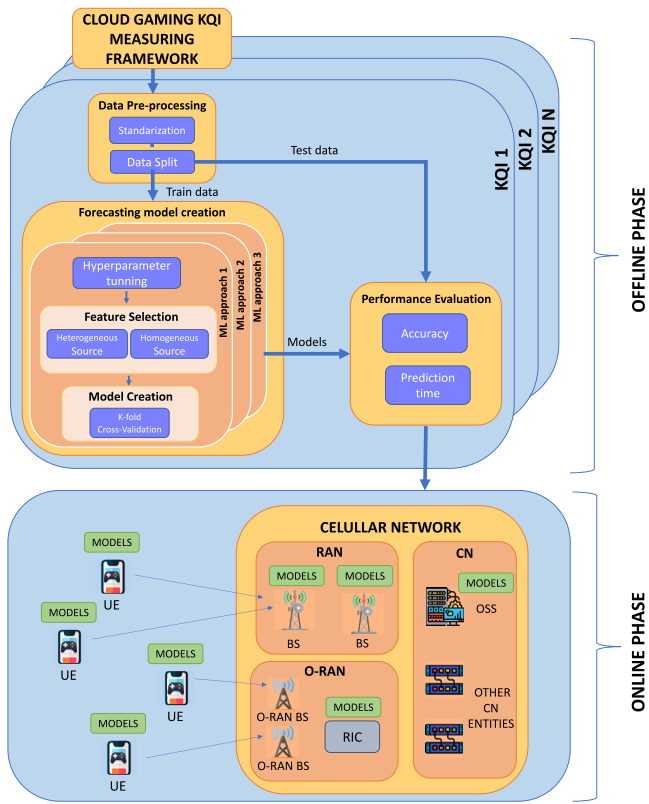 CLOUD GAMING KQI
MEASURING
FRAMEWORK
Data Pre-processing
Standarization
Data Split
Test data
Train data
KQI 1
KQI 2
KQI N
OFFLINE PHASE
Forecasting model creation
Hyperparameter
tunning
Feature Selection
Heterogeneous
Source
Homogeneous
Source
Model Creation
K-fold
Cross-Validation
ML approach 1
ML approach 2
ML approach 3
Models
Performance Evaluation
Accuracy
Prediction
time
CELULLAR NETWORK
RAN
MODELS
MODELS
BS
BS
O-RAN
O-RAN BS
O-RAN BS
MODELS
RIC
CN
MODELS
OSS
OTHER
CN
ENTITIES
MODELS
UE
MODELS
UE
MODELS
UE
MODELS
UE
ONLINE PHASE